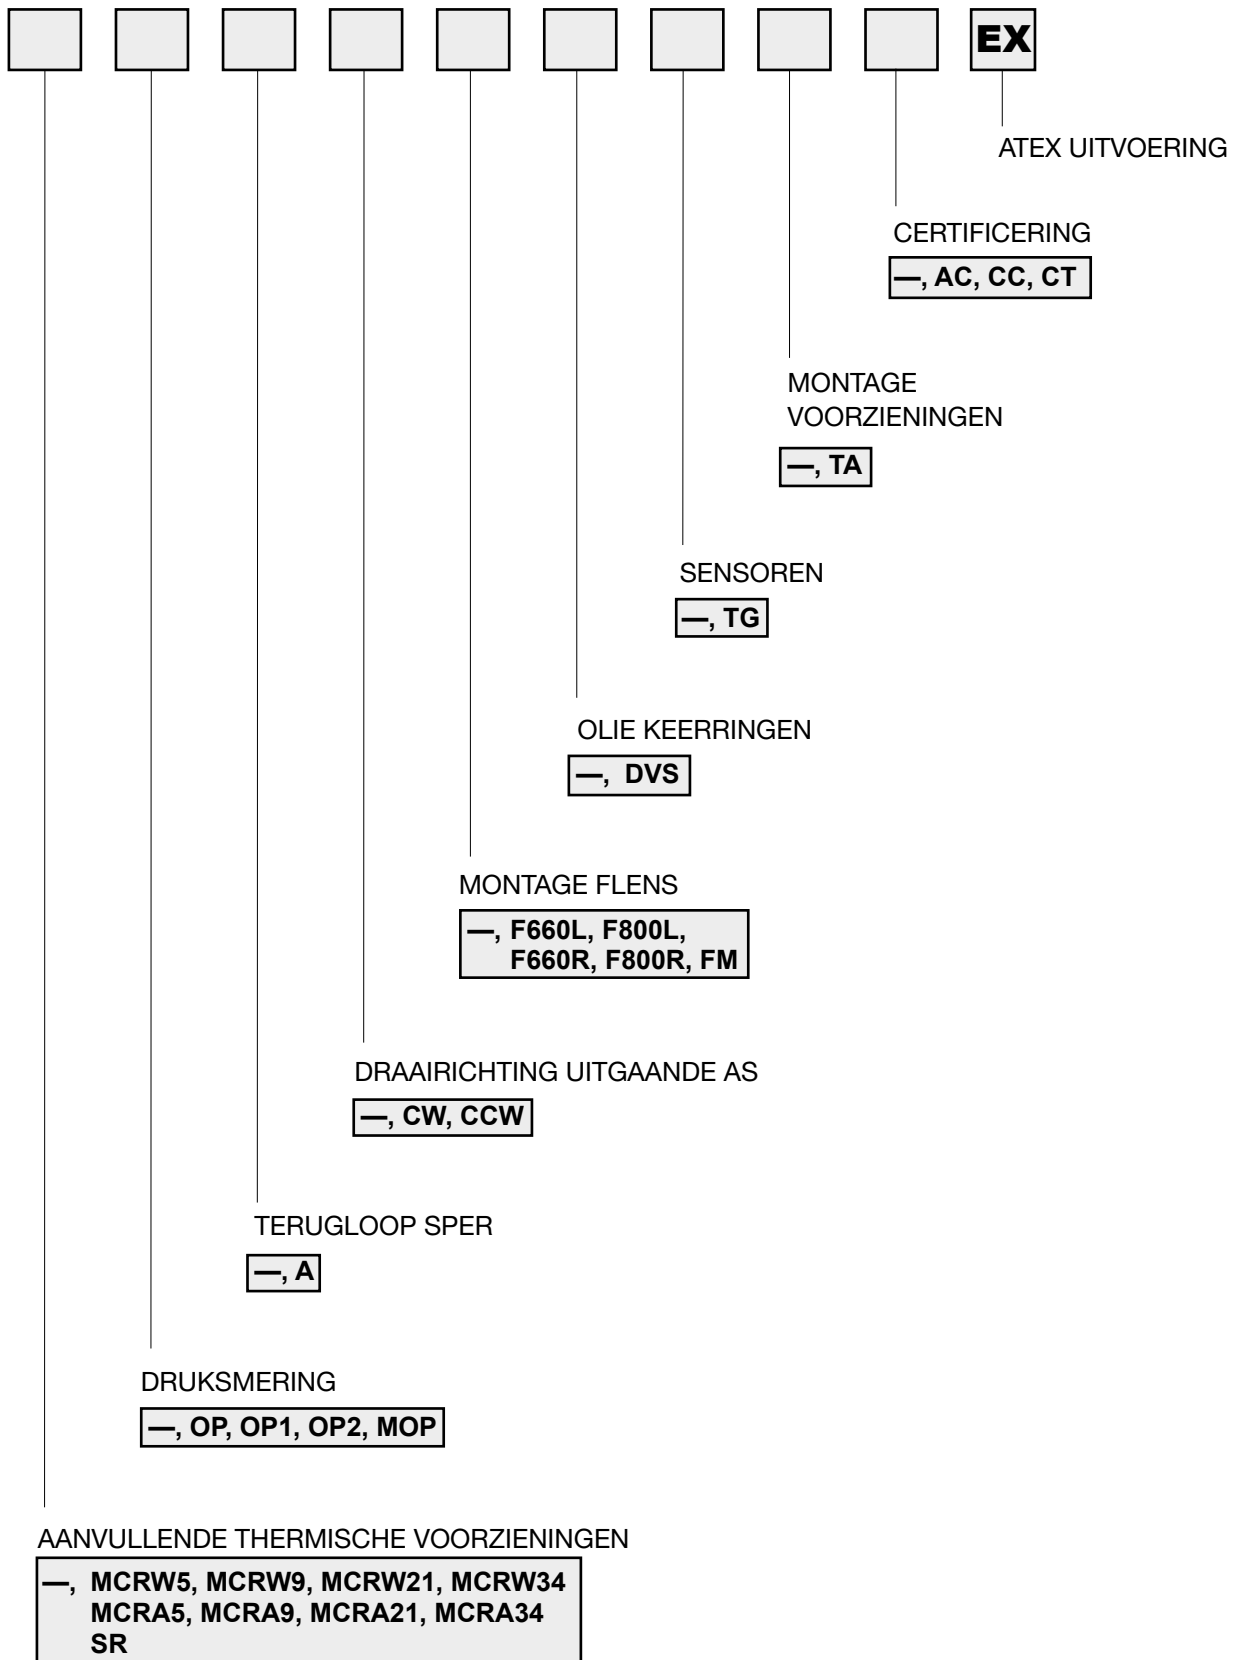 EX
ATEX UITVOERING
CERTIFICERING
—, AC, CC, CT
MONTAGE
VOORZIENINGEN
—, TA
SENSOREN
—, TG
OLIE KEERRINGEN
—, DVS
MONTAGE FLENS
—, F660L, F800L,
F660R, F800R, FM
DRAAIRICHTING UITGAANDE AS
—, CW, CCW
TERUGLOOP SPER
—, A
DRUKSMERING
—, OP, OP1, OP2, MOP
AANVULLENDE THERMISCHE VOORZIENINGEN
—, MCRW5, MCRW9, MCRW21, MCRW34
MCRA5, MCRA9, MCRA21, MCRA34
SR